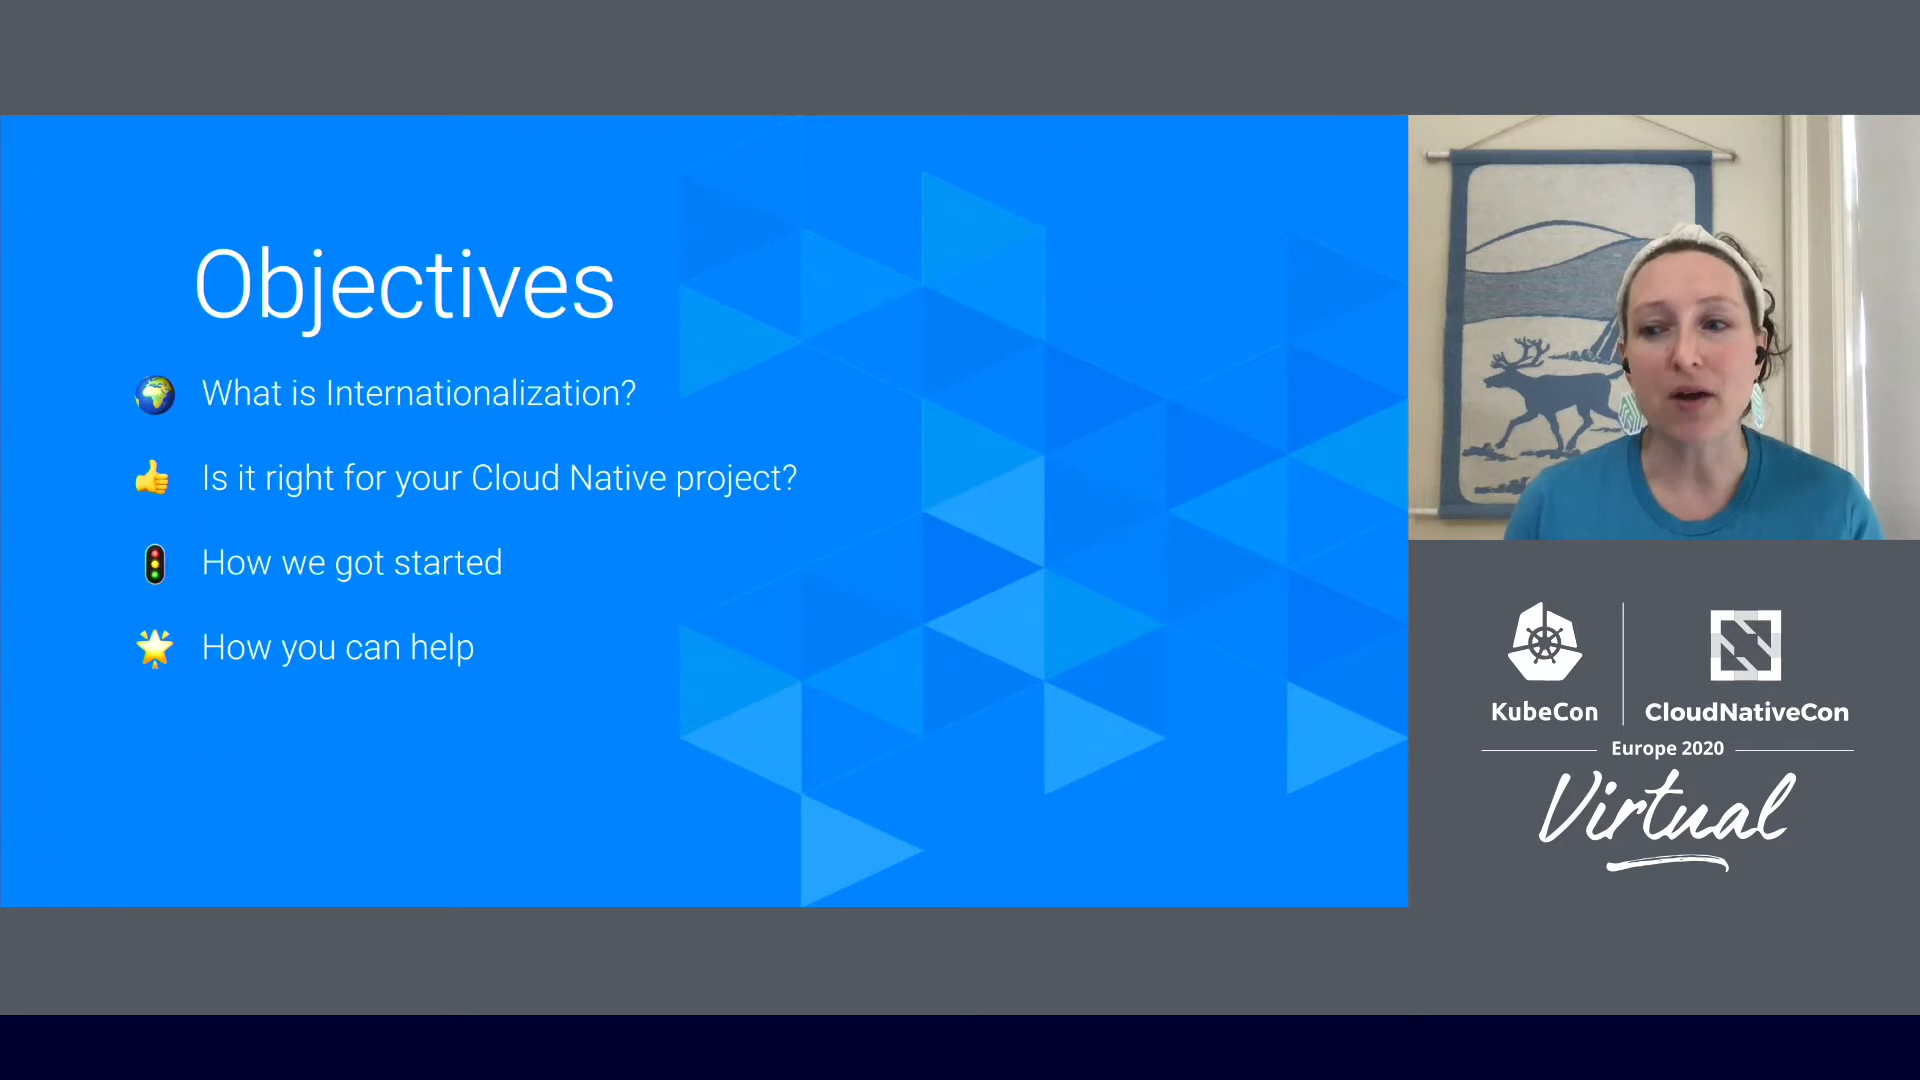 Objectives
What is Internationalization?
Is it right for your Cloud Native project?
How we got started
How you can help
KubeCon
CloudNativeCon
Europe 2020
Virtual